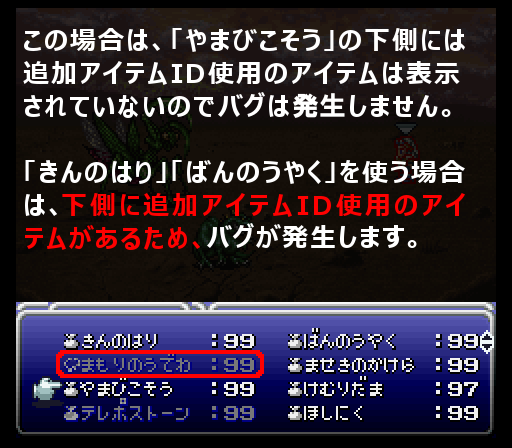 この場合は、「やまびこそう」の下側には
追加アイテムID使用のアイテムは表示
されていないのでバグは発生しません。
「きんのはり」「ばんのうやく」を使う場合
は、下側に追加アイテムID使用のアイ
テムがあるため、バグが発生します。
きんのはり :99 ばんのうやく :99
まもりのうでわ :99 ませきのかけら :99
やまびこそう :99 けむりだま :97
テレポストーン :99 ほしにく :99